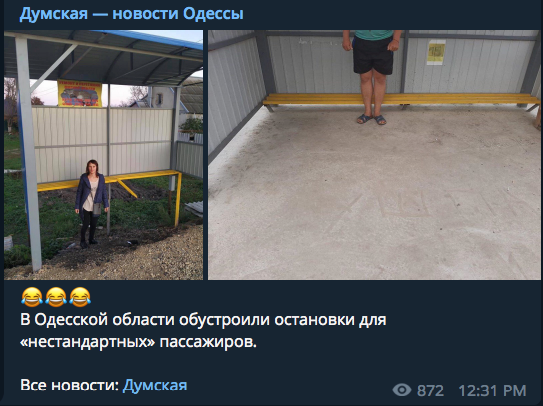 Думская — новости Одессы
😂😂😂
В Одесской области обустроили остановки для
«нестандартных» пассажиров.
Все новости: Думская
872 12:31 PM